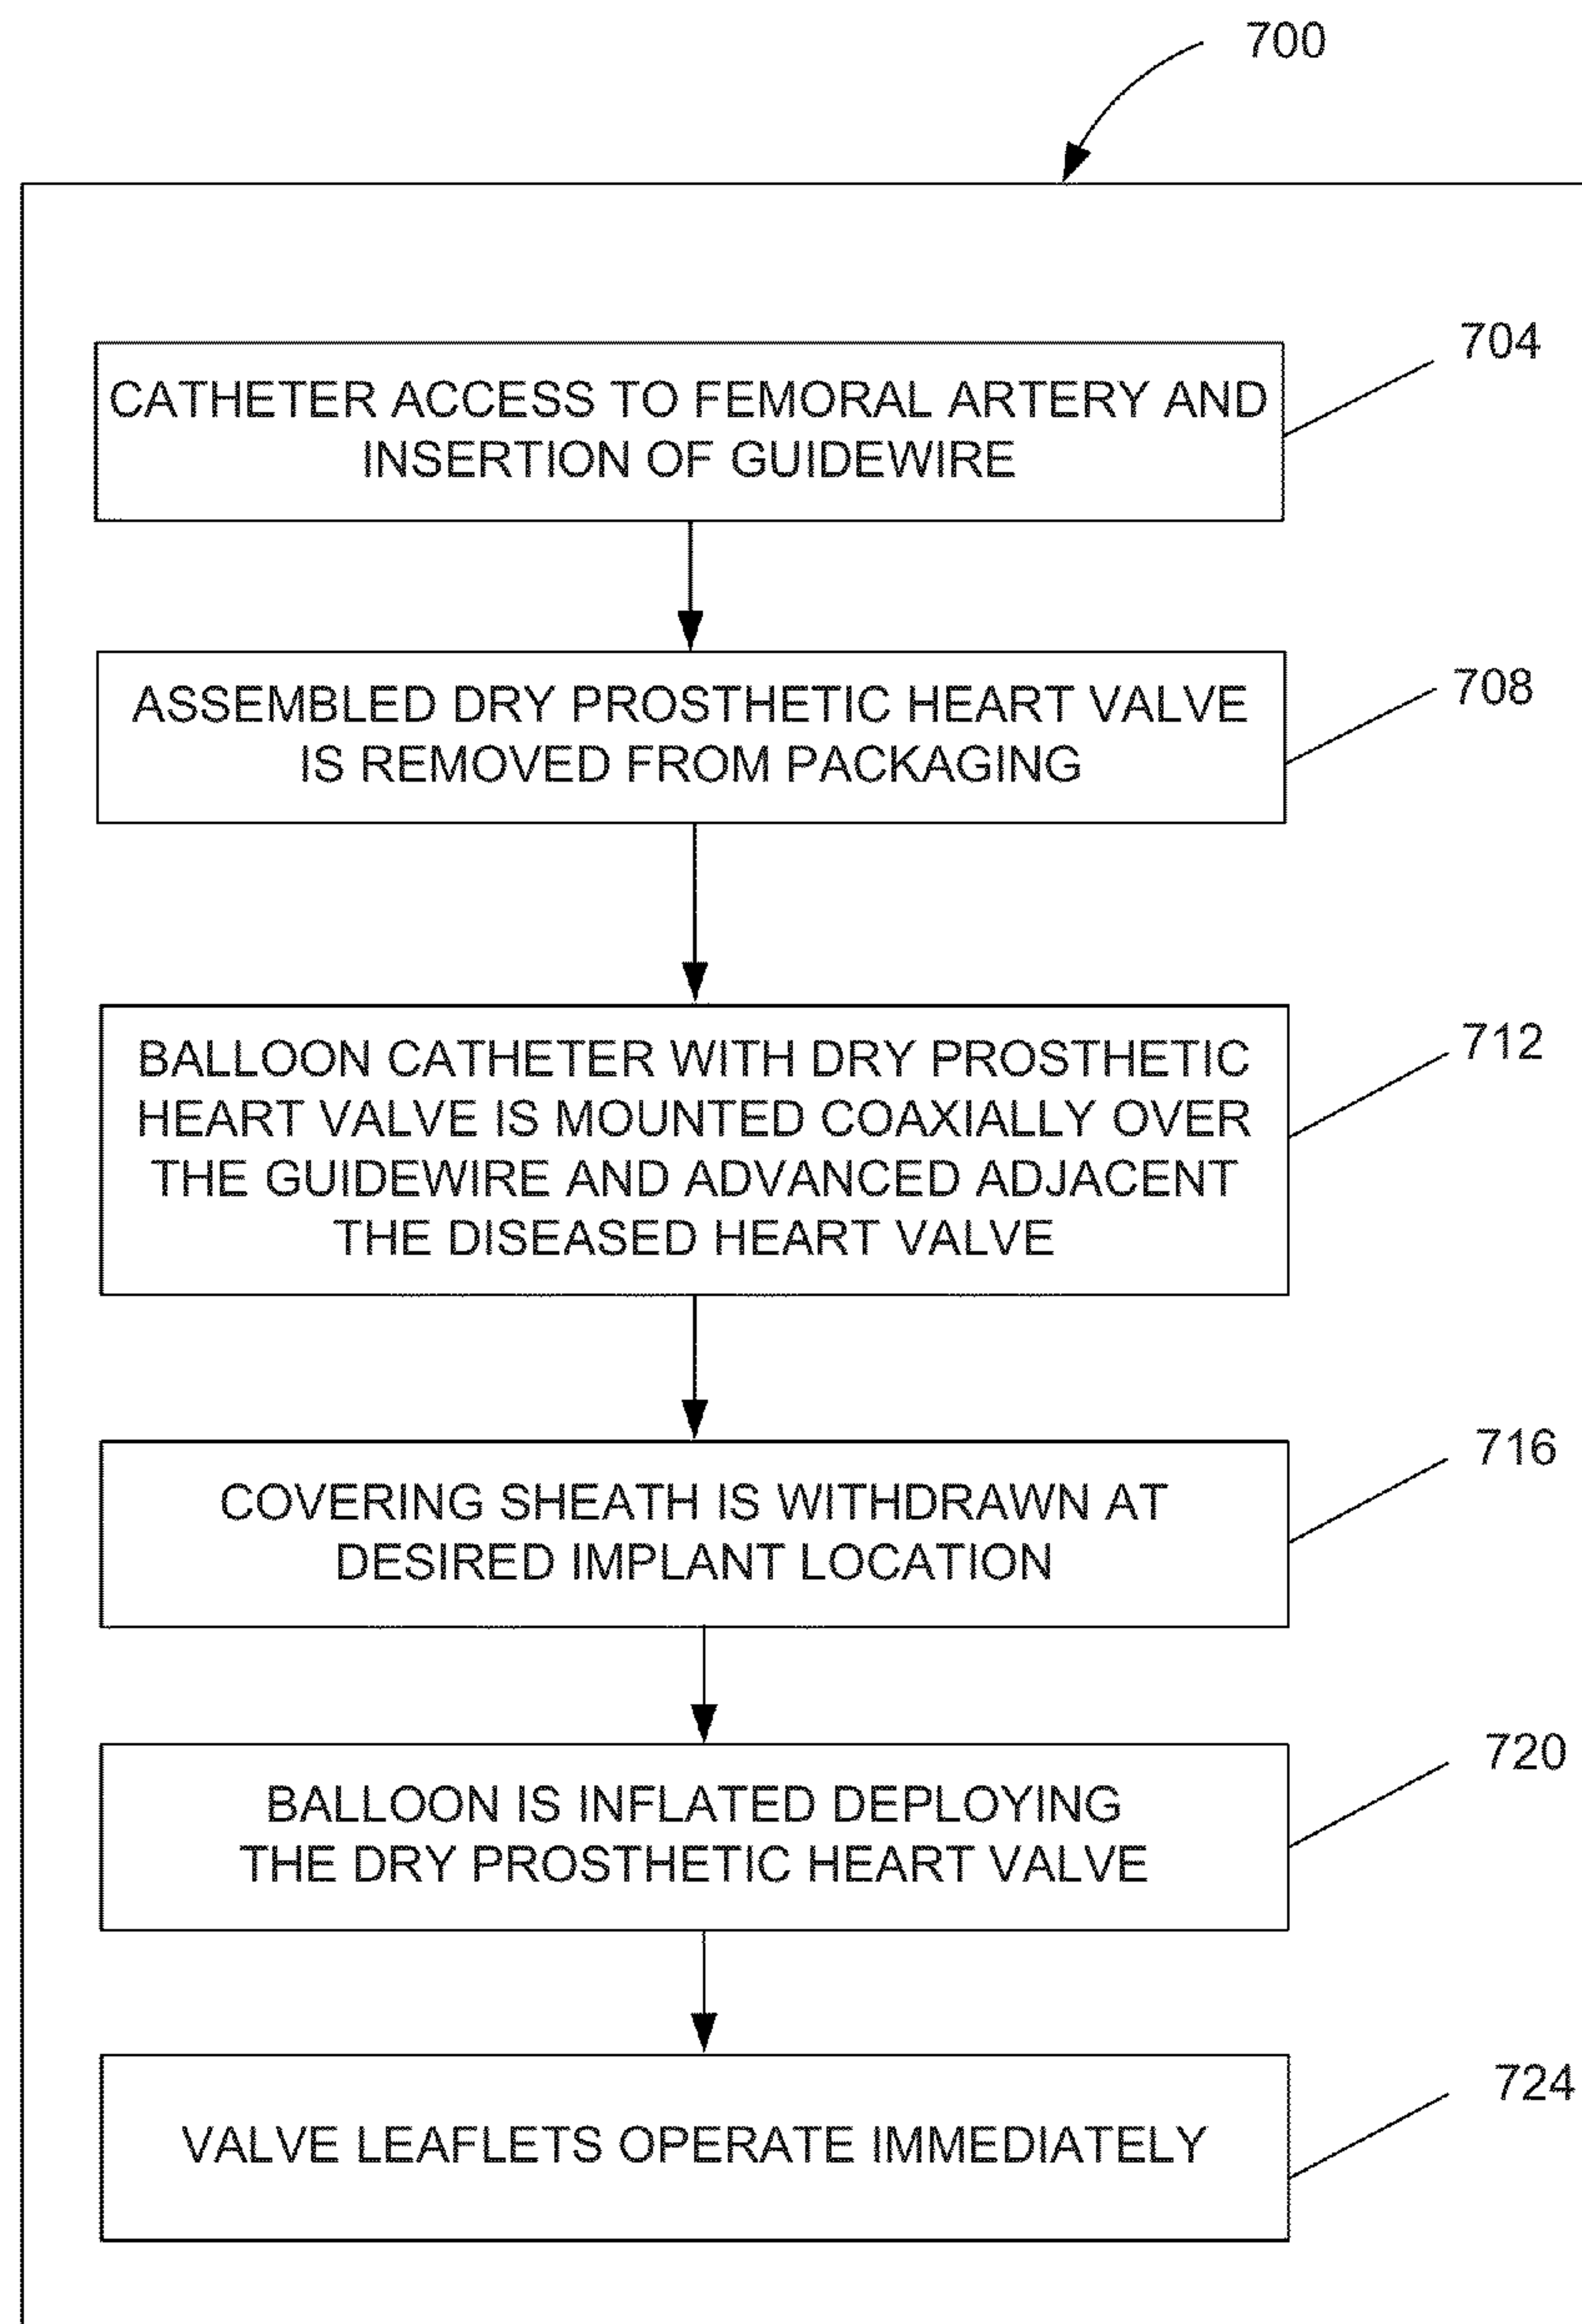 700
704
CATHETER ACCESS TO FEMORAL ARTERY AND
INSERTION OF GUIDEWIRE
708
ASSEMBLED DRY PROSTHETIC HEART VALVE
IS REMOVED FROM PACKAGING
712
BALLOON CATHETER WITH DRY PROSTHETIC
HEART VALVE IS MOUNTED COAXIALLY OVER
THE GUIDEWIRE AND ADVANCED ADJACENT
THE DISEASED HEART VALVE
716
COVERING SHEATH IS WITHDRAWN AT
DESIRED IMPLANT LOCATION
720
BALLOON IS INFLATED DEPLOYING
THE DRY PROSTHETIC HEART VALVE
724
VALVE LEAFLETS OPERATE IMMEDIATELY